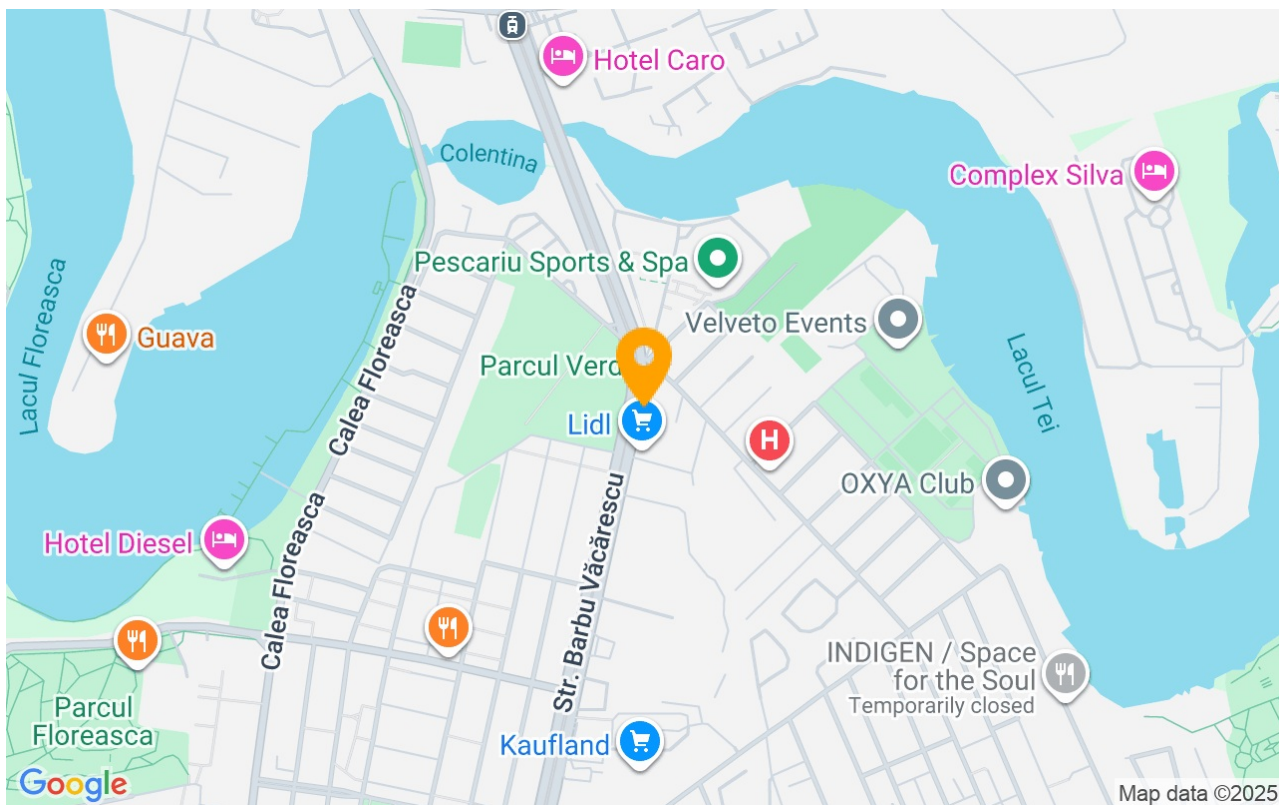 Hotel Caro
Colentina
Complex Silva
Pescariu Sports & Spa
Lacul Floreasca
Guava
Calea Floreasca
Velveto Events
Parcul Verd
Lacul Tei
Lidl
H
OXYA Club
Calea Floreasca
Str. Barbu Văcărescu
Hotel Diesel
INDIGEN / Space
for the Soul
Temporarily closed
Parcul
Floreasca
Kaufland
Google
Map data ©2025